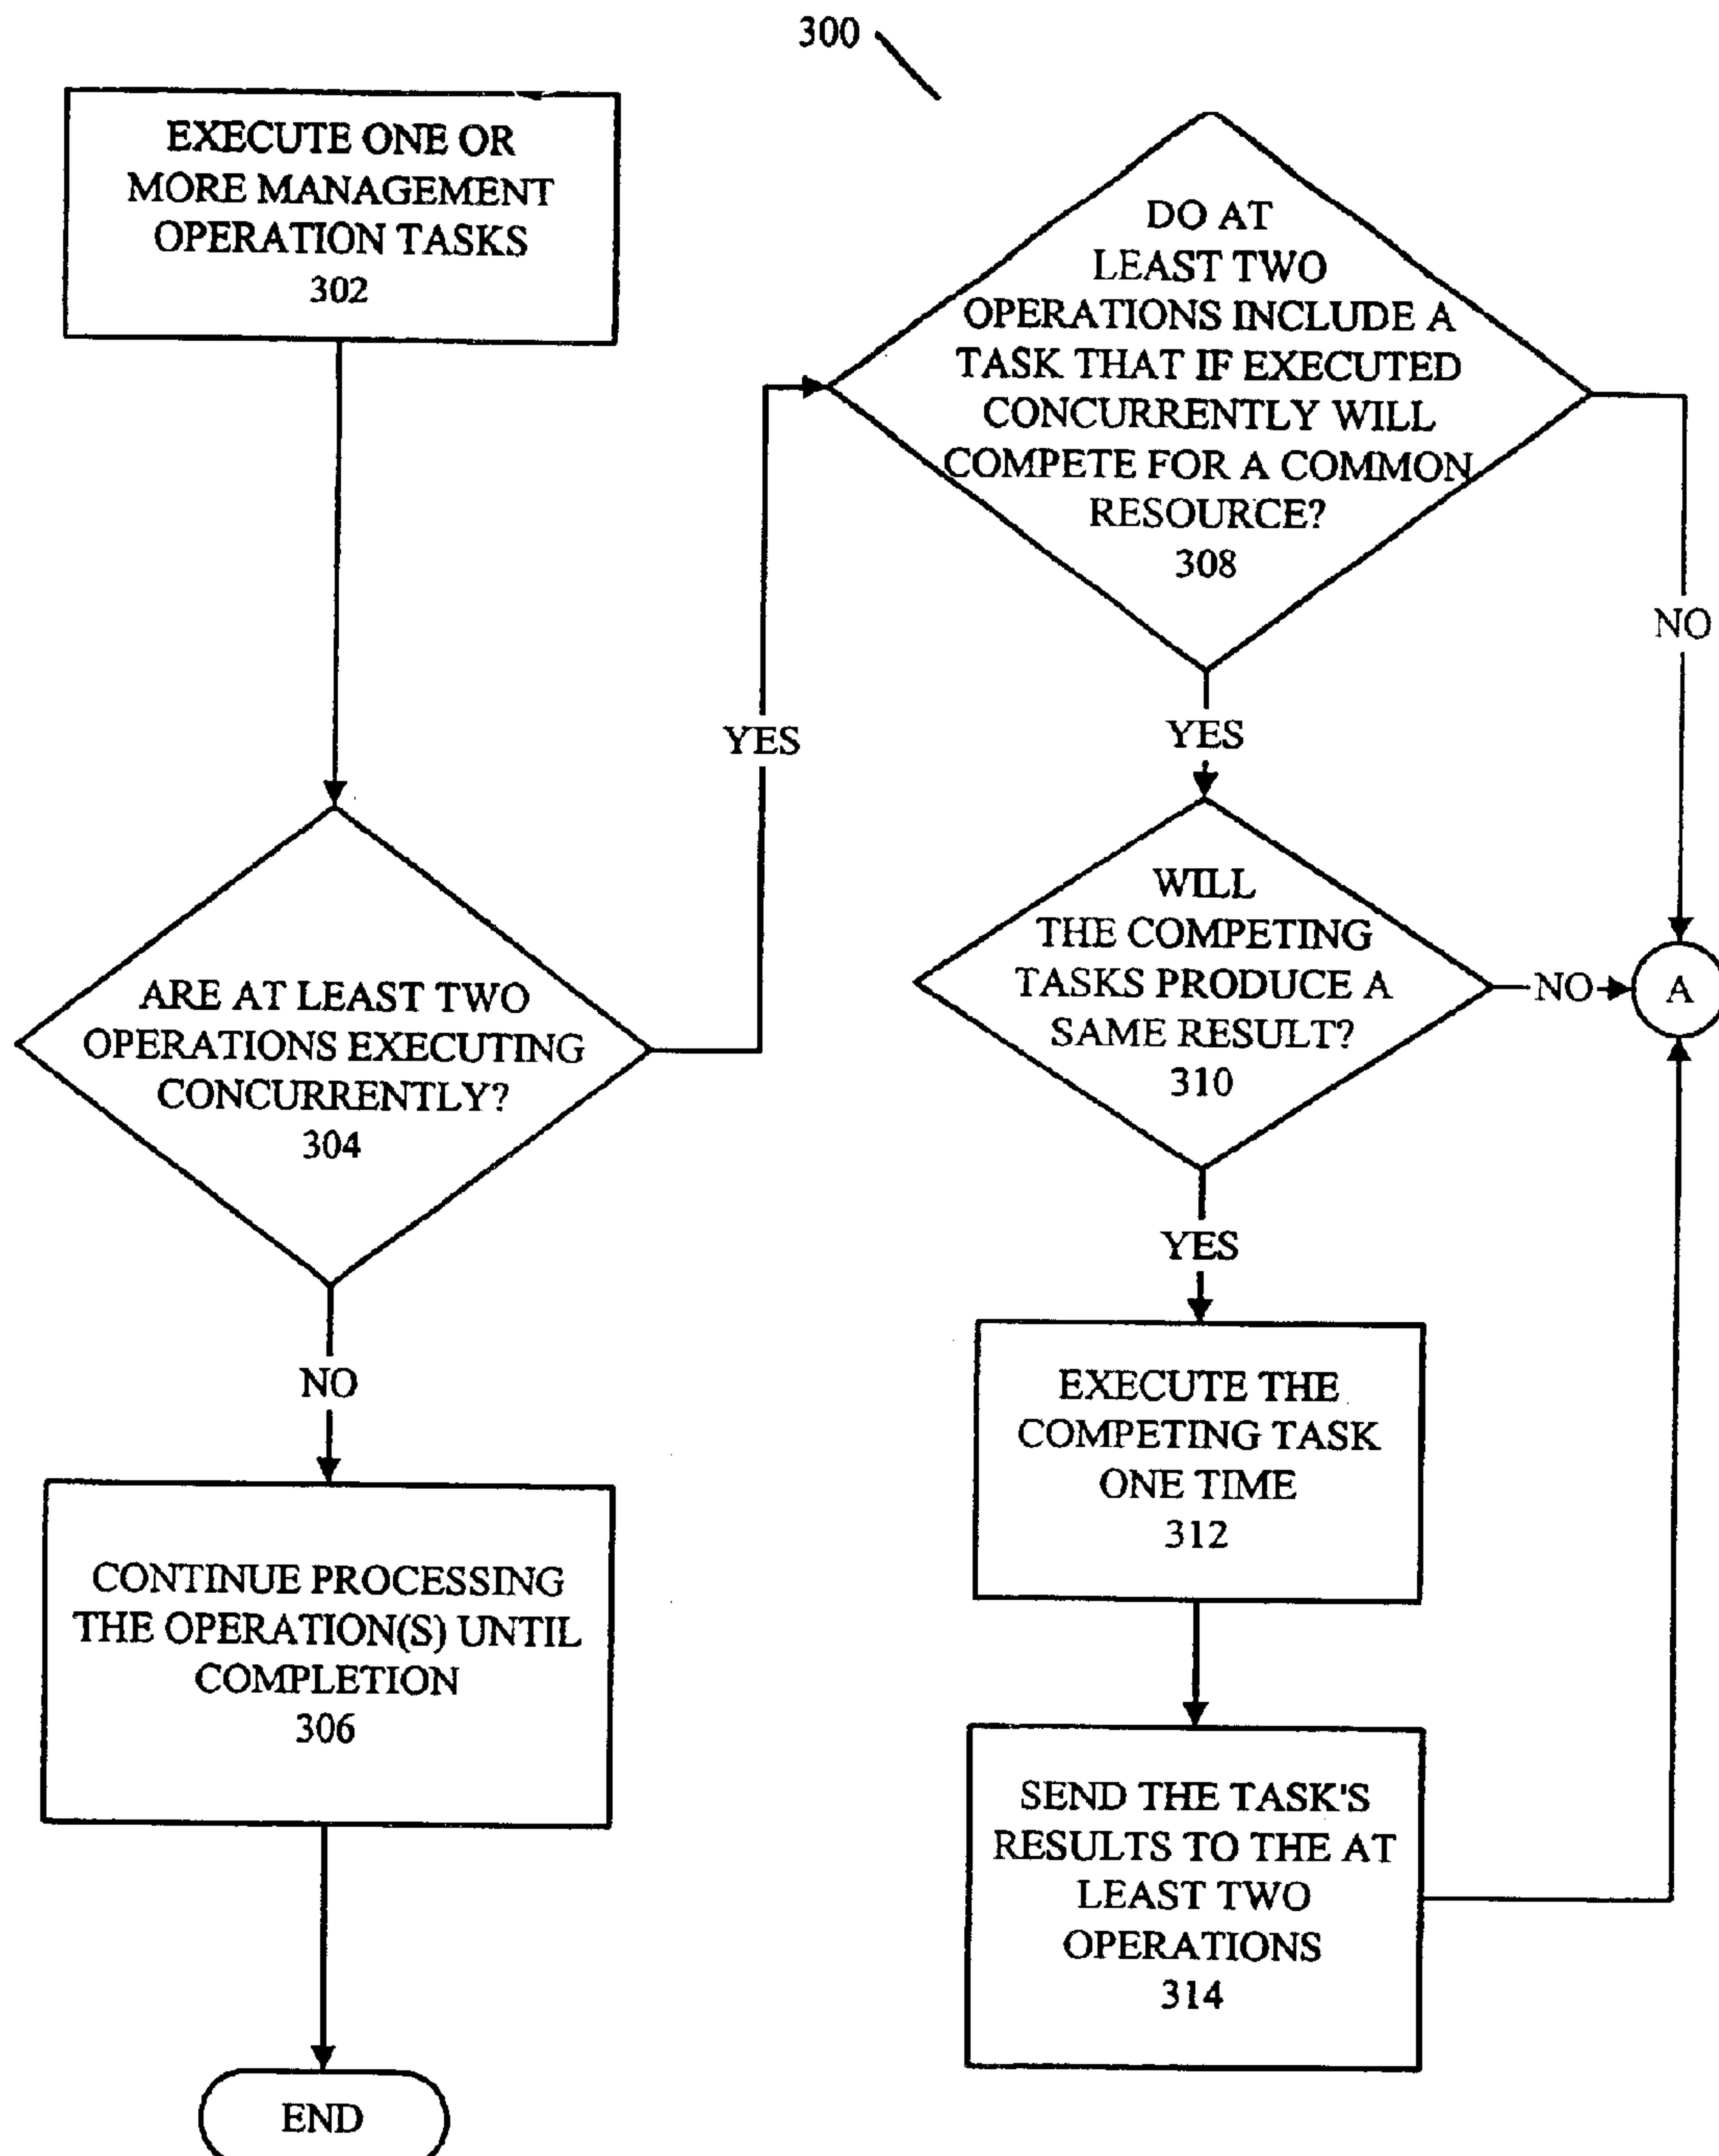 300
EXECUTE ONE OR
MORE MANAGEMENT
OPERATION TASKS
302
ARE AT LEAST TWO
OPERATIONS EXECUTING
CONCURRENTLY?
304
YES
NO
CONTINUE PROCESSING
THE OPERATION(S) UNTIL
COMPLETION
306
END
DO AT
LEAST TWO
OPERATIONS INCLUDE A
TASK THAT IF EXECUTED
CONCURRENTLY WILL
COMPETE FOR A COMMON
RESOURCE?
308
NO
YES
WILL
THE COMPETING
TASKS PRODUCE A
SAME RESULT?
310
NO
A
YES
EXECUTE THE
COMPETING TASK
ONE TIME
312
SEND THE TASK'S
RESULTS TO THE AT
LEAST TWO
OPERATIONS
314